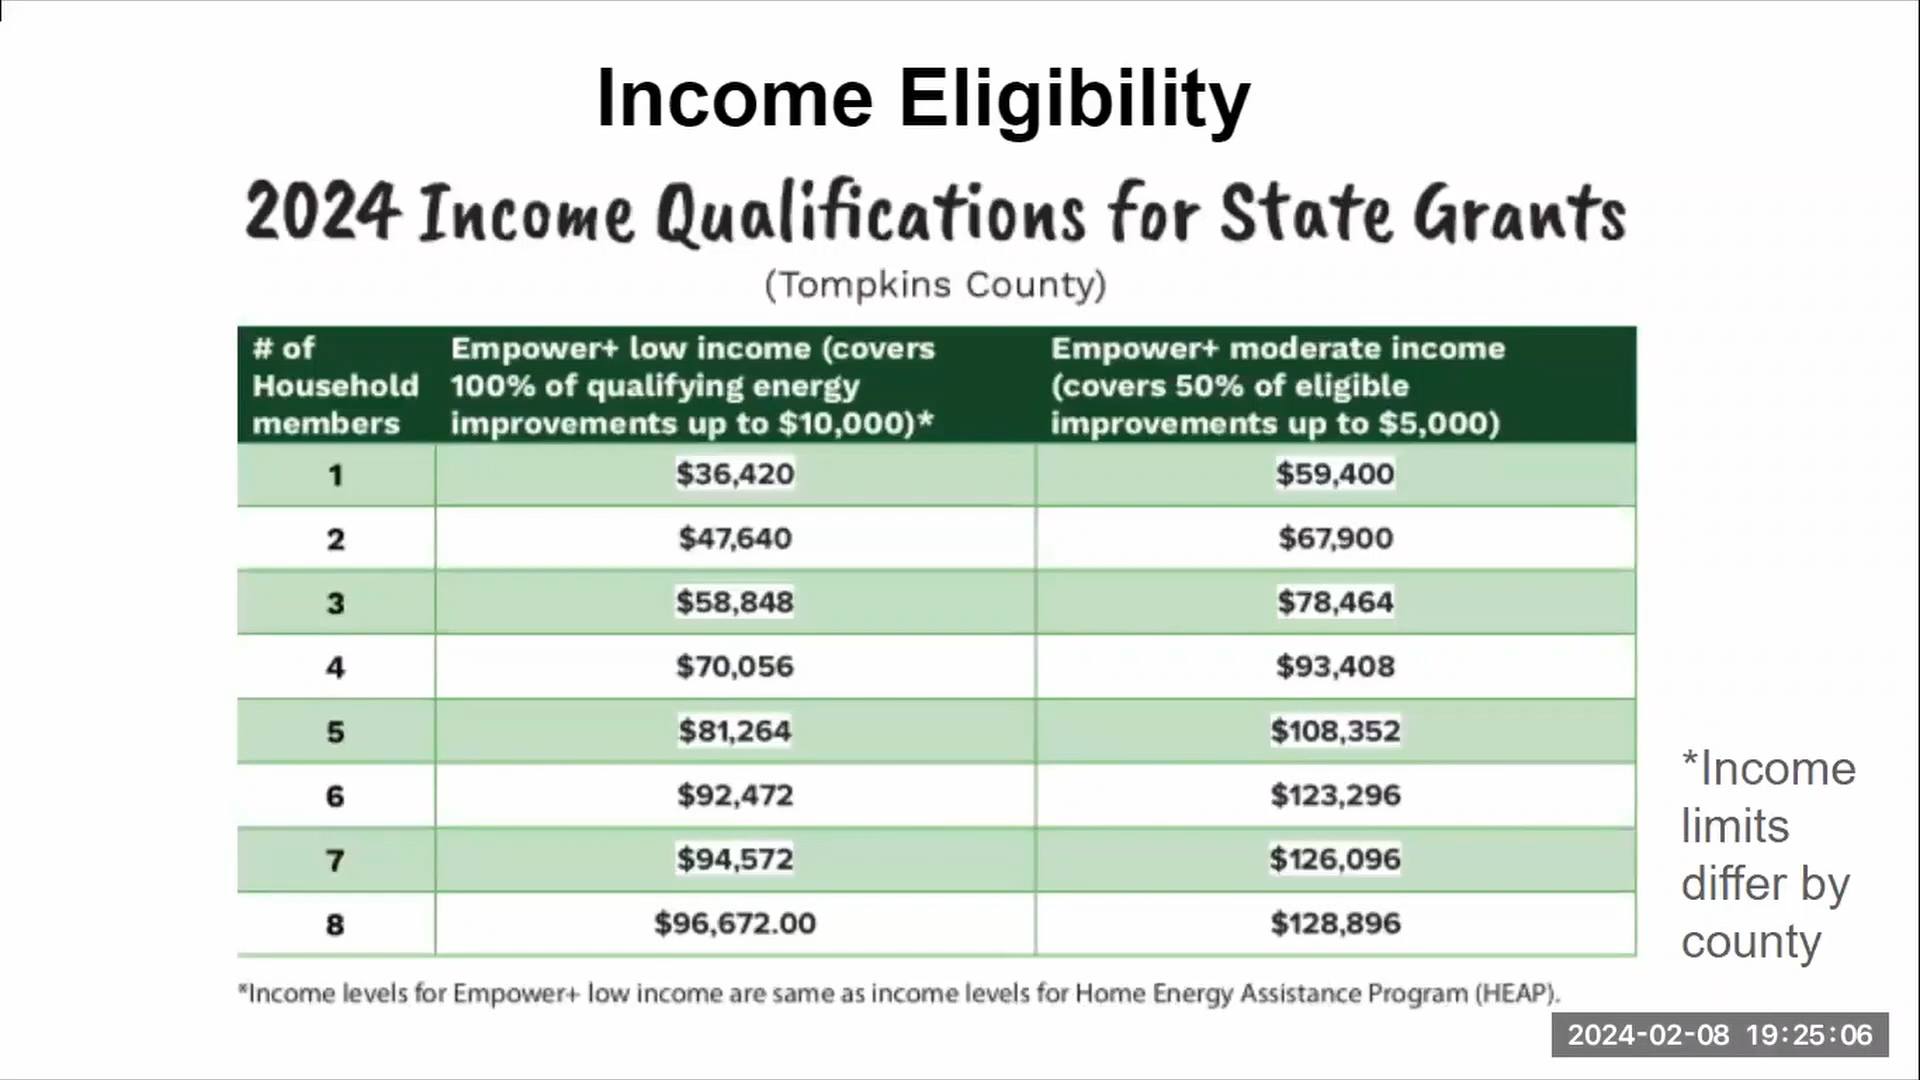 Income Eligibility
2024 Income Qualifications for State Grants
(Tompkins County)
# of Household members
Empower+ low income (covers 100% of qualifying energy improvements up to $10,000)*
Empower+ moderate income (covers 50% of eligible improvements up to $5,000)
1 $36,420 $59,400
2 $47,640 $67,900
3 $58,848 $78,464
4 $70,056 $93,408
5 $81,264 $108,352
6 $92,472 $123,296
7 $94,572 $126,096
8 $96,672.00 $128,896
*Income
limits
differ by
county
*Income levels for Empower+ low income are same as income levels for Home Energy Assistance Program (HEAP).
2024-02-08 19:25:06